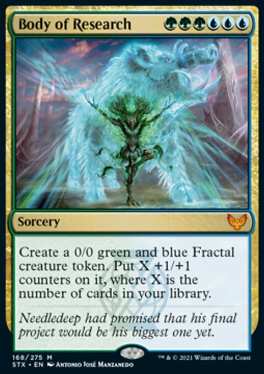 Body of Research
Sorcery
Create a 0/0 green and blue Fractal
creature token. Put X +1/+1
counters on it, where X is the
number of cards in your library.
Needledeep had promised that his final
project would be his biggest one yet.
168/275 M
STX • EN Antonio José Manzanedo
™ & © 2021 Wizards of the Coast